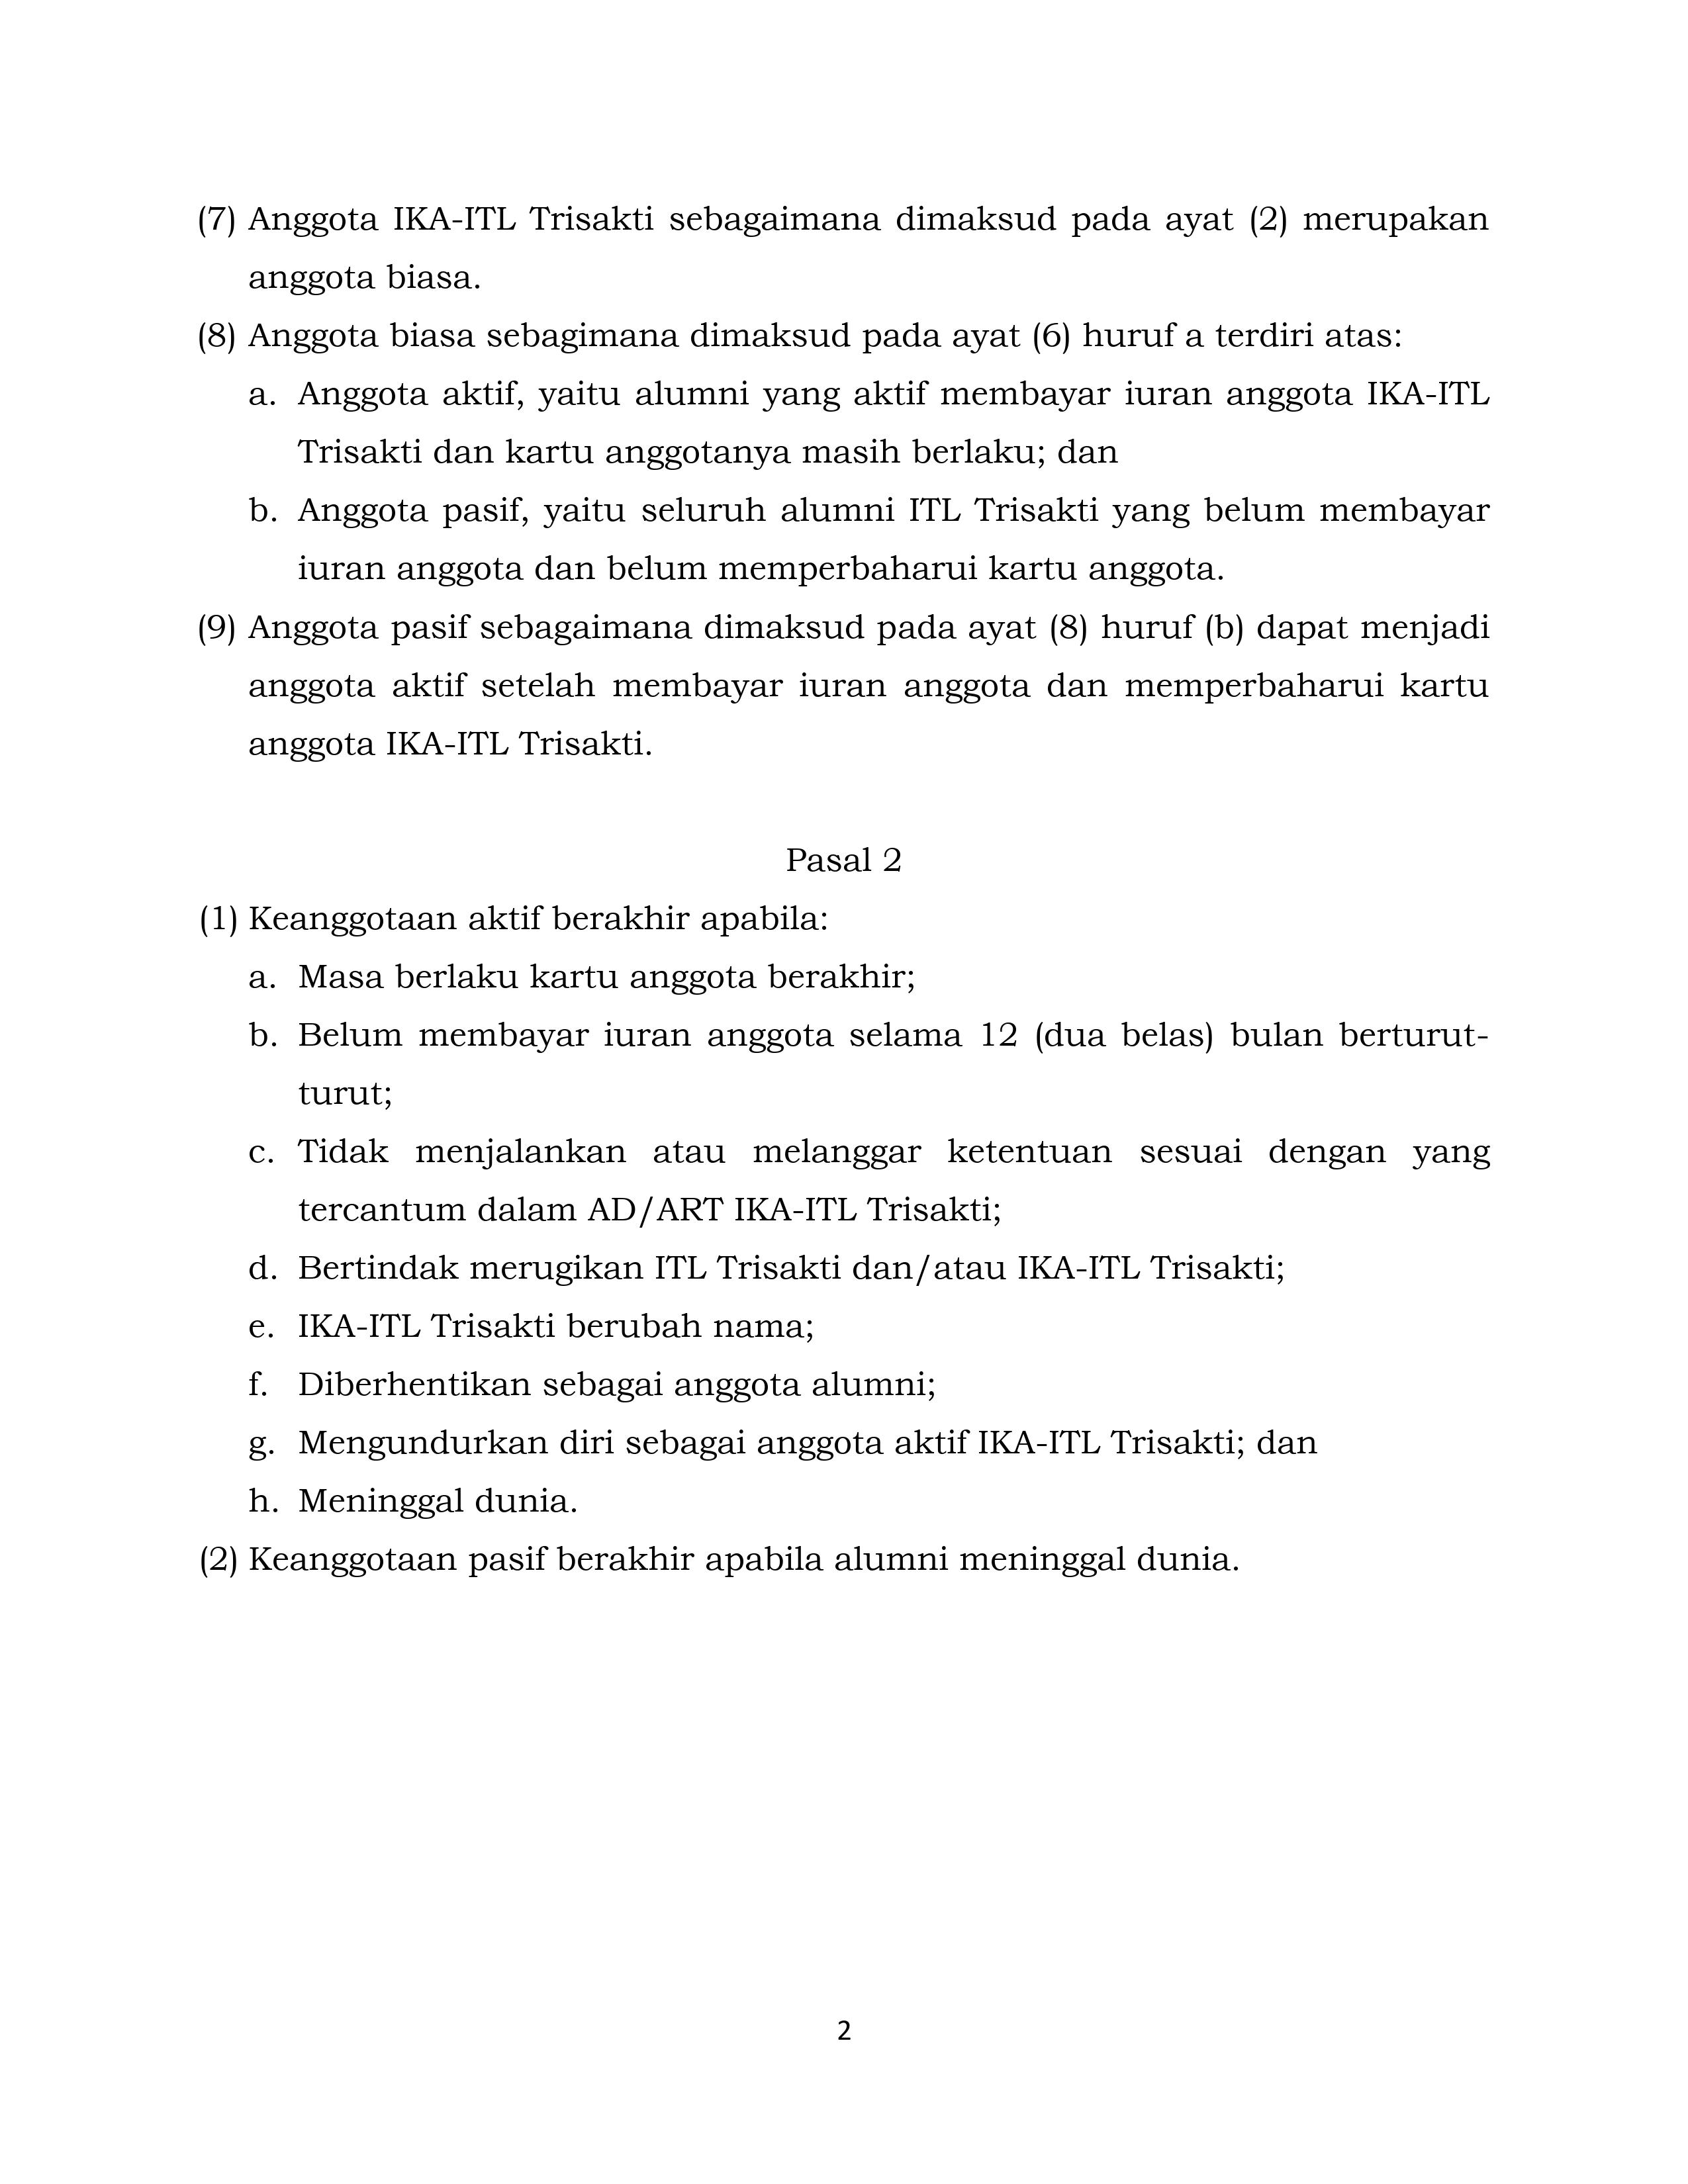 (7) Anggota IKA-ITL Trisakti sebagaimana dimaksud pada ayat (2) merupakan
anggota biasa.
(8) Anggota biasa sebagimana dimaksud pada ayat (6) huruf a terdiri atas:
a. Anggota aktif, yaitu alumni yang aktif membayar iuran anggota IKA-ITL
Trisakti dan kartu anggotanya masih berlaku; dan
b. Anggota pasif, yaitu seluruh alumni ITL Trisakti yang belum membayar
iuran anggota dan belum memperbaharui kartu anggota.
(9) Anggota pasif sebagaimana dimaksud pada ayat (8) huruf (b) dapat menjadi
anggota aktif setelah membayar iuran anggota dan memperbaharui kartu
anggota IKA-ITL Trisakti.
Pasal 2
(1) Keanggotaan aktif berakhir apabila:
a. Masa berlaku kartu anggota berakhir;
b. Belum membayar iuran anggota selama 12 (dua belas) bulan berturut-
turut;
c. Tidak menjalankan atau melanggar ketentuan sesuai dengan yang
tercantum dalam AD/ART IKA-ITL Trisakti;
d. Bertindak merugikan ITL Trisakti dan/atau IKA-ITL Trisakti;
e. IKA-ITL Trisakti berubah nama;
f. Diberhentikan sebagai anggota alumni;
g. Mengundurkan diri sebagai anggota aktif IKA-ITL Trisakti; dan
h. Meninggal dunia.
(2) Keanggotaan pasif berakhir apabila alumni meninggal dunia.
2